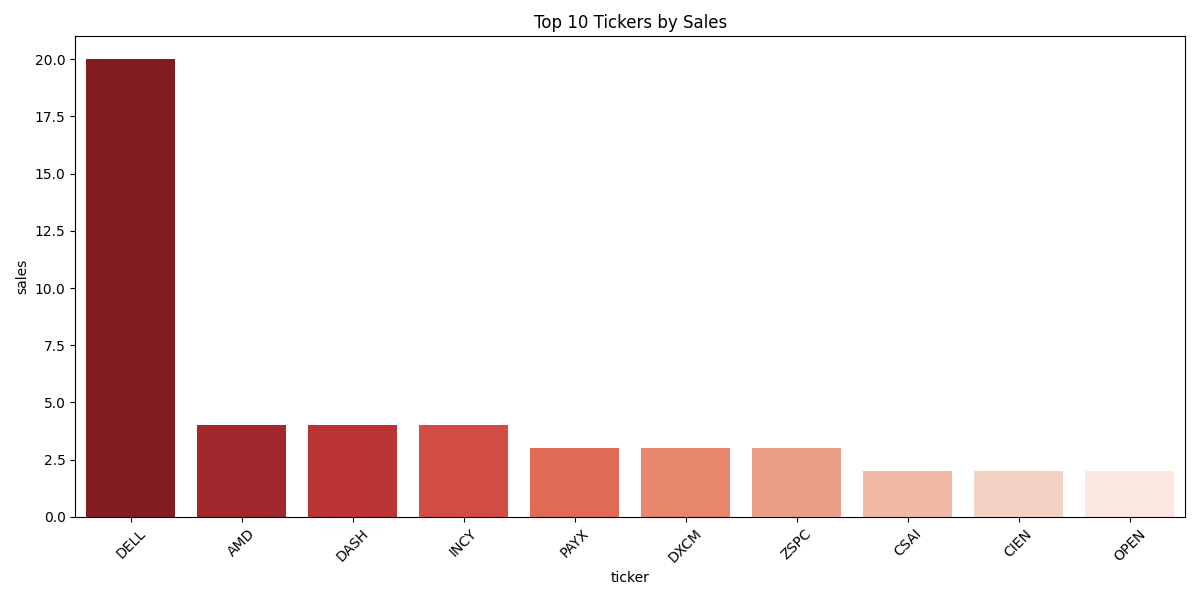 Top 10 Tickers by Sales
sales
20.0
17.5
15.0
12.5
10.0
7.5
5.0
2.5
0.0
DELL
AMD
DASH
INCY
PAYX
DXCM
ZSPC
CSAI
CIEN
OPEN
ticker